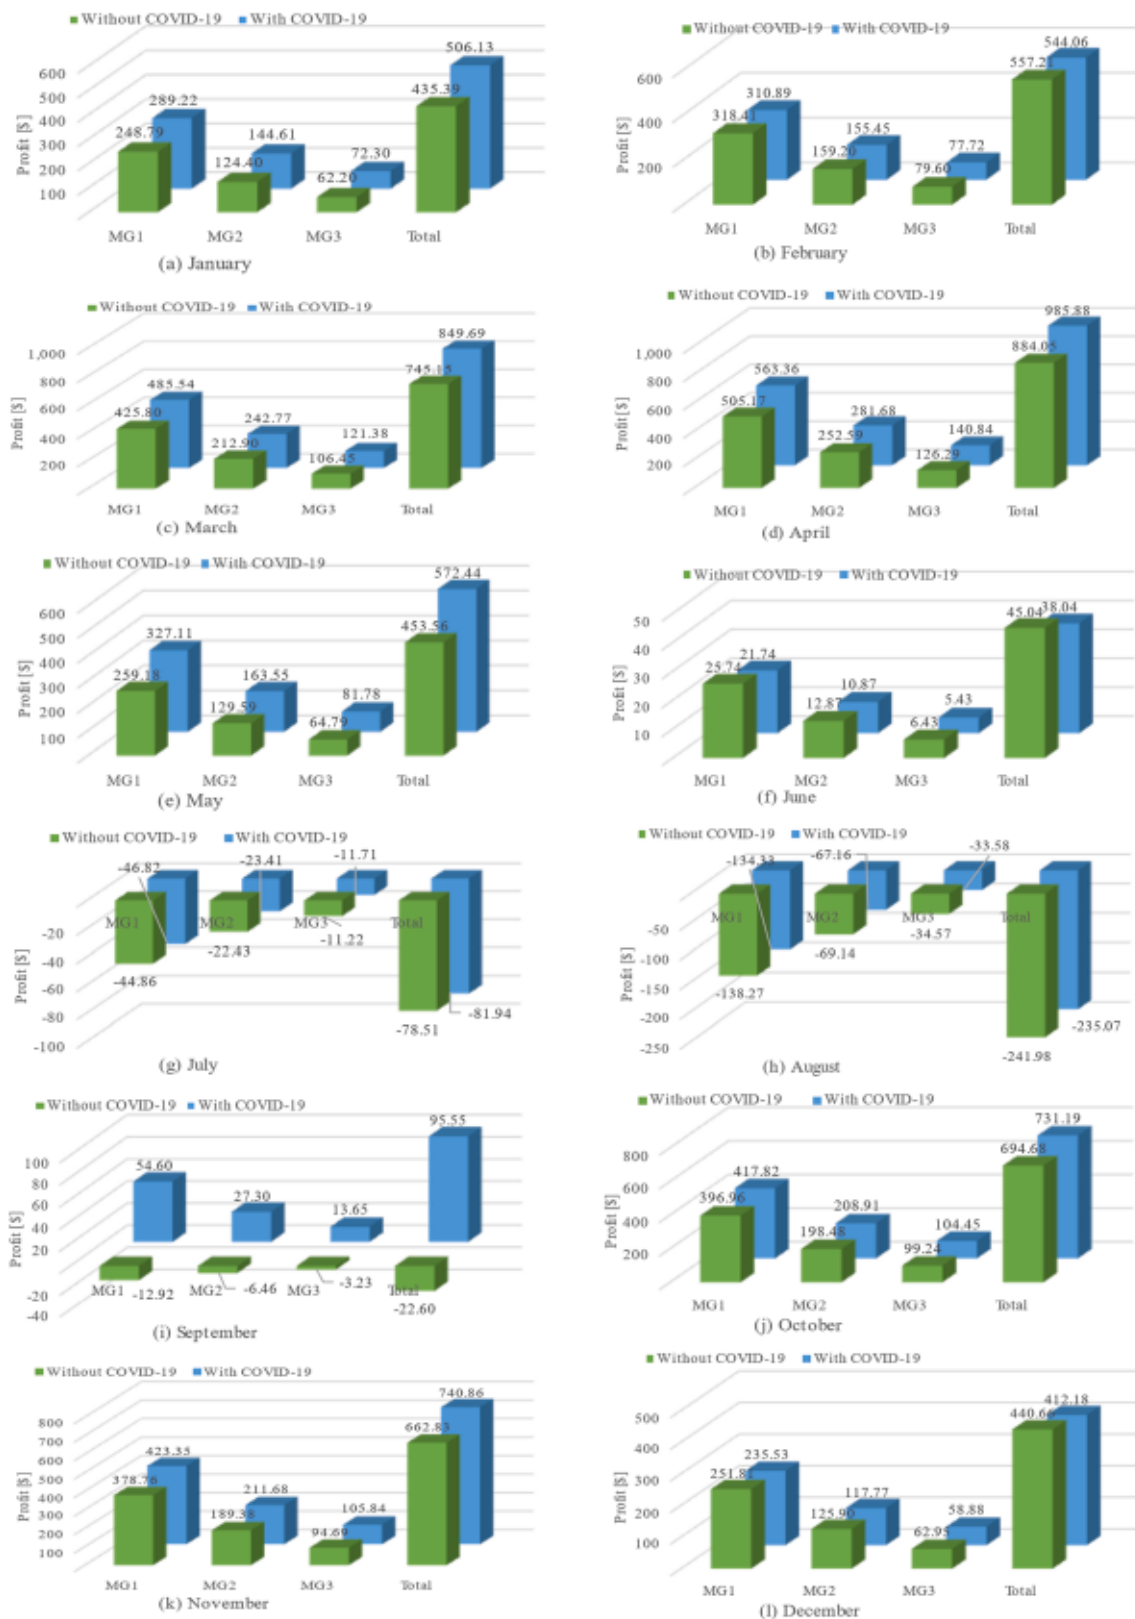 Without COVID-19 With COVID-19
506.13
435.39
289.22
248.79
144.61
124.40
72.30
62.20
600
500
400
300
200
100
Profit [$]
MG1 MG2 MG3 Total
(a) January
Without COVID-19 With COVID-19
544.06
557.21
318.41
310.89
159.20
155.45
79.60
77.72
600
400
200
Profit [$]
MG1 MG2 MG3 Total
(b) February
Without COVID-19 With COVID-19
849.69
745.15
485.54
425.80
242.77
212.90
121.38
106.45
1,000
800
600
400
200
Profit [$]
MG1 MG2 MG3 Total
(c) March
Without COVID-19 With COVID-19
985.88
884.05
563.36
505.17
281.68
252.59
140.84
126.29
1,000
800
600
400
200
Profit [$]
MG1 MG2 MG3 Total
(d) April
Without COVID-19 With COVID-19
572.44
453.56
327.11
259.18
163.55
129.59
81.78
64.79
600
500
400
300
200
100
Profit [$]
MG1 MG2 MG3 Total
(e) May
Without COVID-19 With COVID-19
45.04 38.04
25.74 21.74
12.87 10.87
6.43 5.43
50
30
20
10
Profit [$]
MG1 MG2 MG3 Total
(f) June
Without COVID-19 With COVID-19
-46.82 -23.41 -11.71
MG1 MG2 MG3 Total
-44.86 -22.43 -11.22
-78.51 -81.94
-20
-40
-60
-80
-100
Profit [$]
(g) July
Without COVID-19 With COVID-19
-134.33 -67.16 -33.58
MG1 MG2 MG3 Total
-138.27 -69.14 -34.57
-241.98 -235.07
-50
-100
-150
-200
-250
Profit [$]
(h) August
Without COVID-19 With COVID-19
95.55
54.60
27.30
13.65
100
80
60
40
20
-20
-40
Profit [$]
MG1 MG2 MG3 Total
-12.92 -6.46 -3.23 -22.60
(i) September
Without COVID-19 With COVID-19
731.19
694.68
417.82
396.96
208.91
198.48
104.45
99.24
800
600
400
200
Profit [$]
MG1 MG2 MG3 Total
(j) October
Without COVID-19 With COVID-19
740.86
662.83
423.35
378.76
211.68
189.38
105.84
94.69
800
700
600
500
400
300
200
100
Profit [$]
MG1 MG2 MG3 Total
(k) November
Without COVID-19 With COVID-19
412.18
440.66
235.53
251.81
117.77
125.90
58.88
62.95
500
400
300
200
100
Profit [$]
MG1 MG2 MG3 Total
(l) December